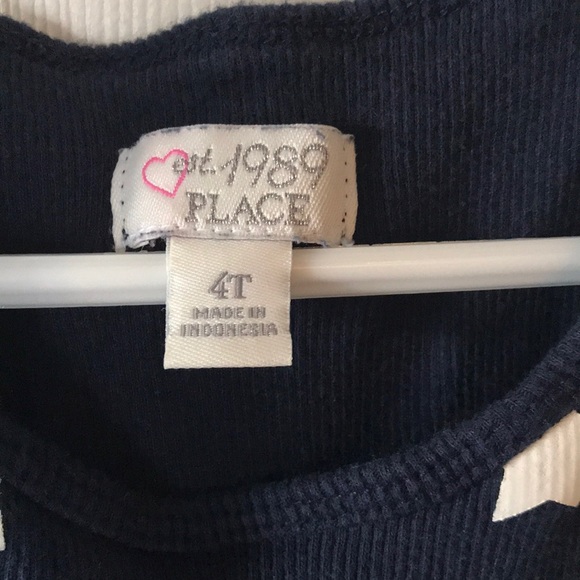 est. 1989
PLACE
4T
MADE IN
INDONESIA